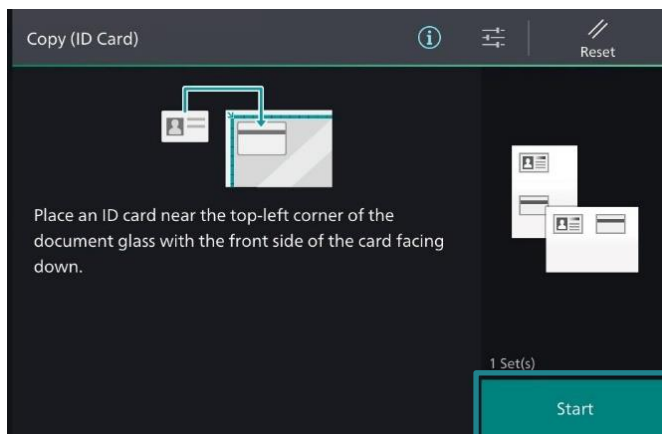 Copy (ID Card)
Reset
Place an ID card near the top-left corner of the
document glass with the front side of the card facing
down.
1 Set(s)
Start